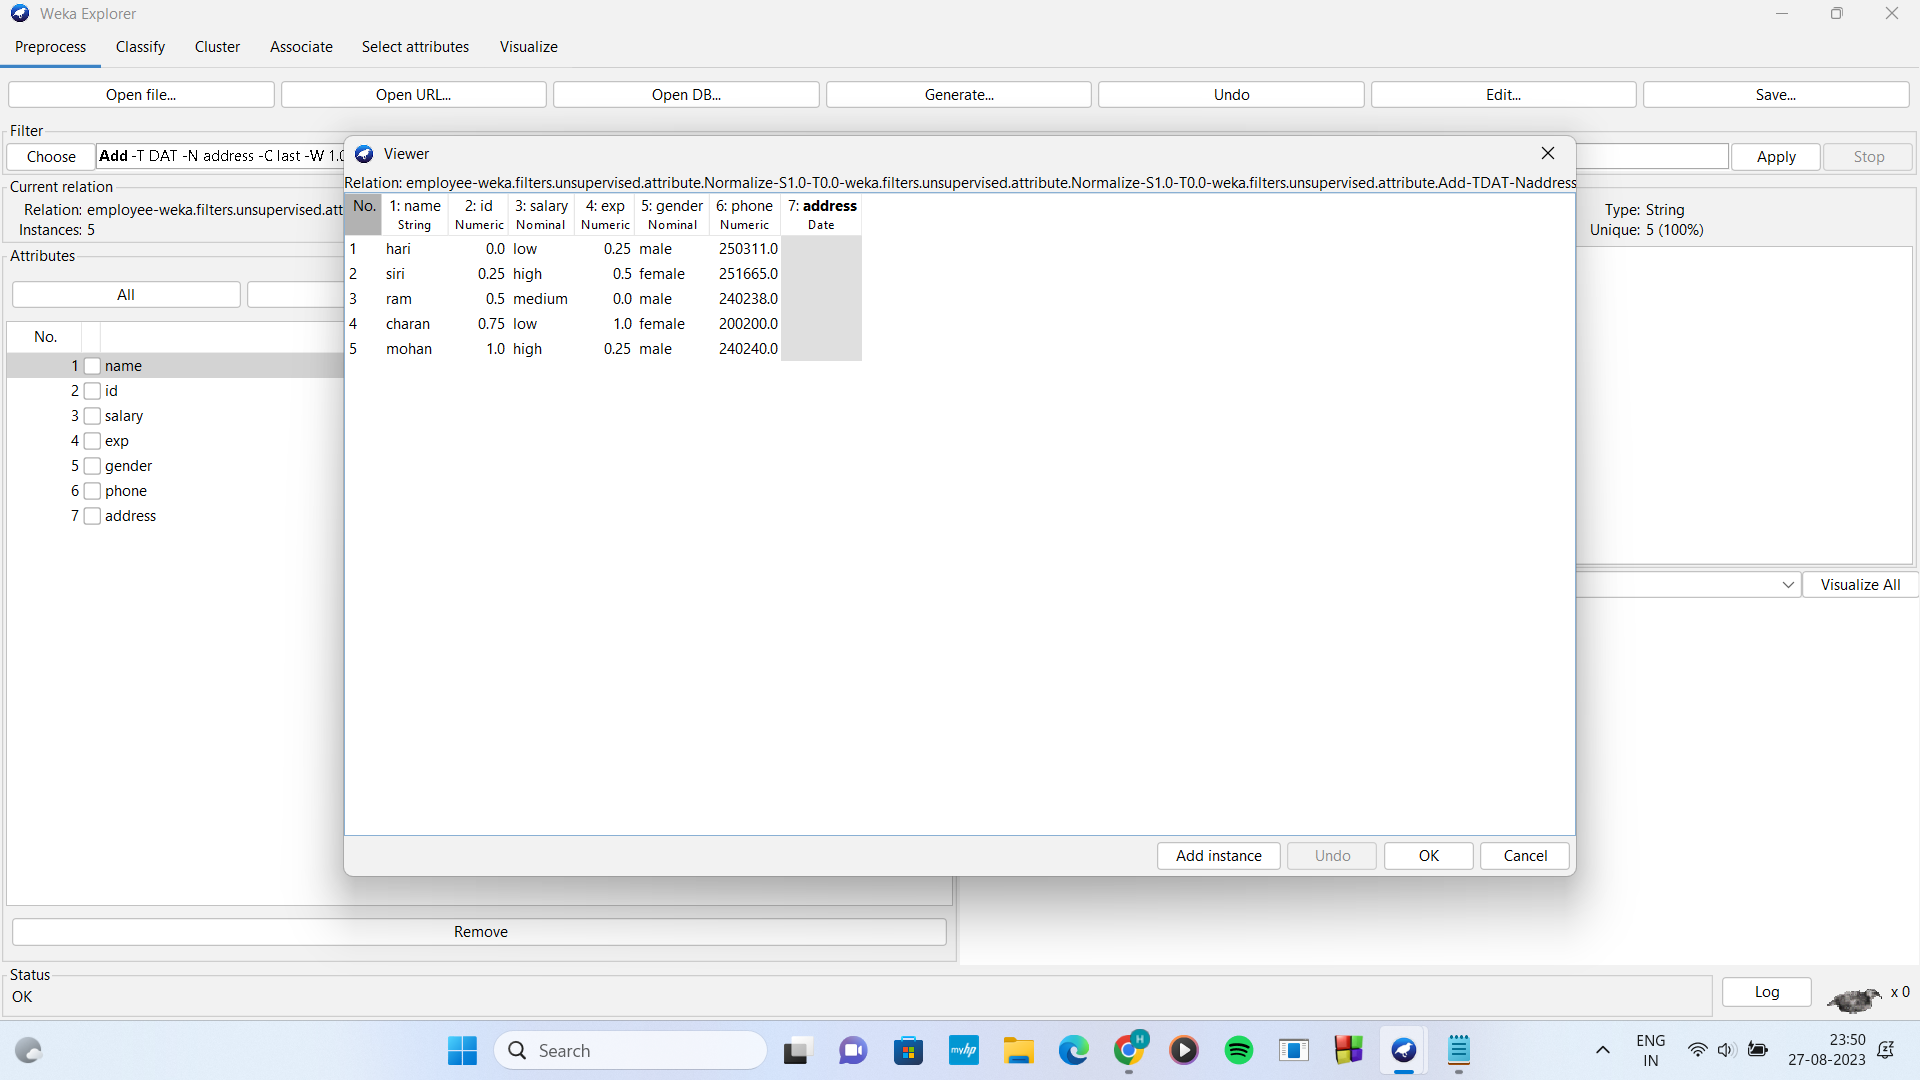 Weka Explorer
Preprocess Classify Cluster Associate Select attributes Visualize
Open file... Open URL... Open DB... Generate... Undo Edit... Save...
Filter
Choose Add -T DAT -N address -C last -W 1.0 Apply Stop
Viewer
Relation: employee-weka.filters.unsupervised.attribute.Normalize-S1.0-T0.0-weka.filters.unsupervised.attribute.Normalize-S1.0-T0.0-weka.filters.unsupervised.attribute.Add-TDAT-Naddress
Current relation
Relation: employee-weka.filters.unsupervised.att
Instances: 5
Type: String
Unique: 5 (100%)
Attributes
All
No.
1 name
2 id
3 salary
4 exp
5 gender
6 phone
7 address
No. 1: name 2: id 3: salary 4: exp 5: gender 6: phone 7: address
String Numeric Nominal Numeric Nominal Numeric Date
1 hari 0.0 low 0.25 male 250311.0
2 siri 0.25 high 0.5 female 251665.0
3 ram 0.5 medium 0.0 male 240238.0
4 charan 0.75 low 1.0 female 200200.0
5 mohan 1.0 high 0.25 male 240240.0
Visualize All
Add instance Undo OK Cancel
Remove
Status
OK
Log x 0
Search
myhp
H
ENG
IN
23:50
27-08-2023